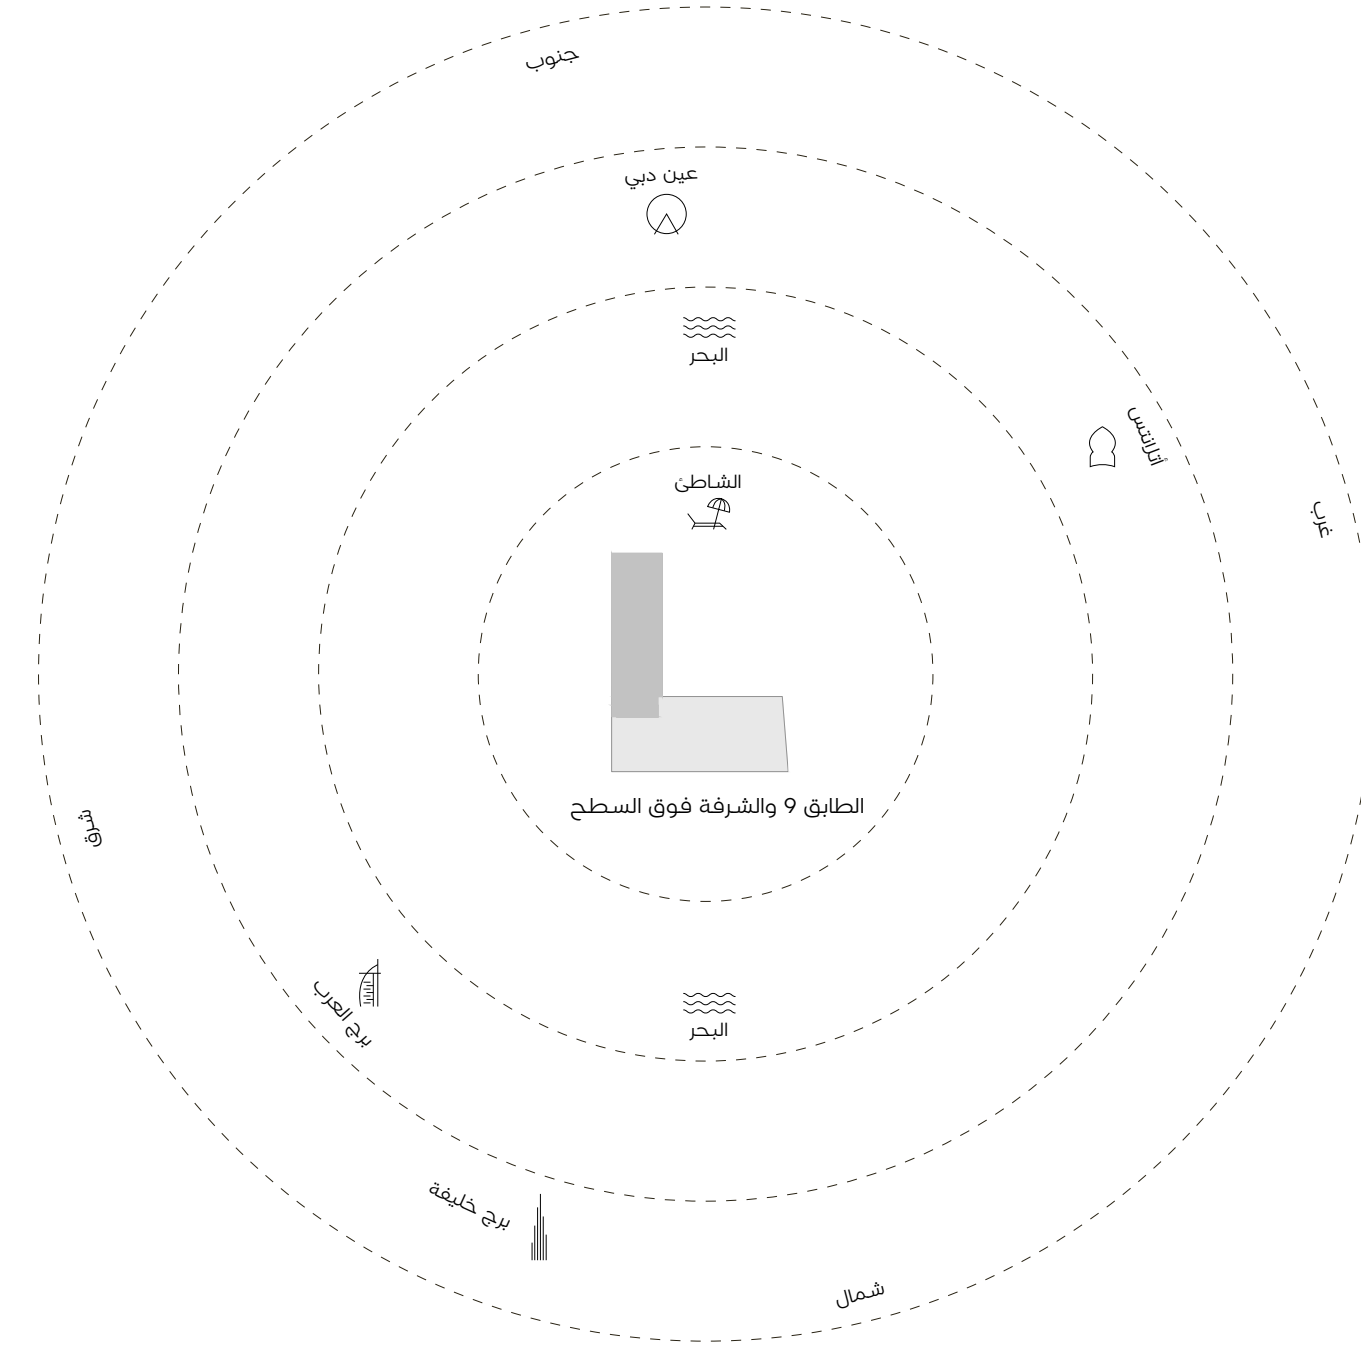 جنوب
عين دبي
البحر
أتلانتس
الشاطئ
غرب
الطابق 9 والشرفة فوق السطح
شرق
برج العرب
البحر
برج خليفة
شمال